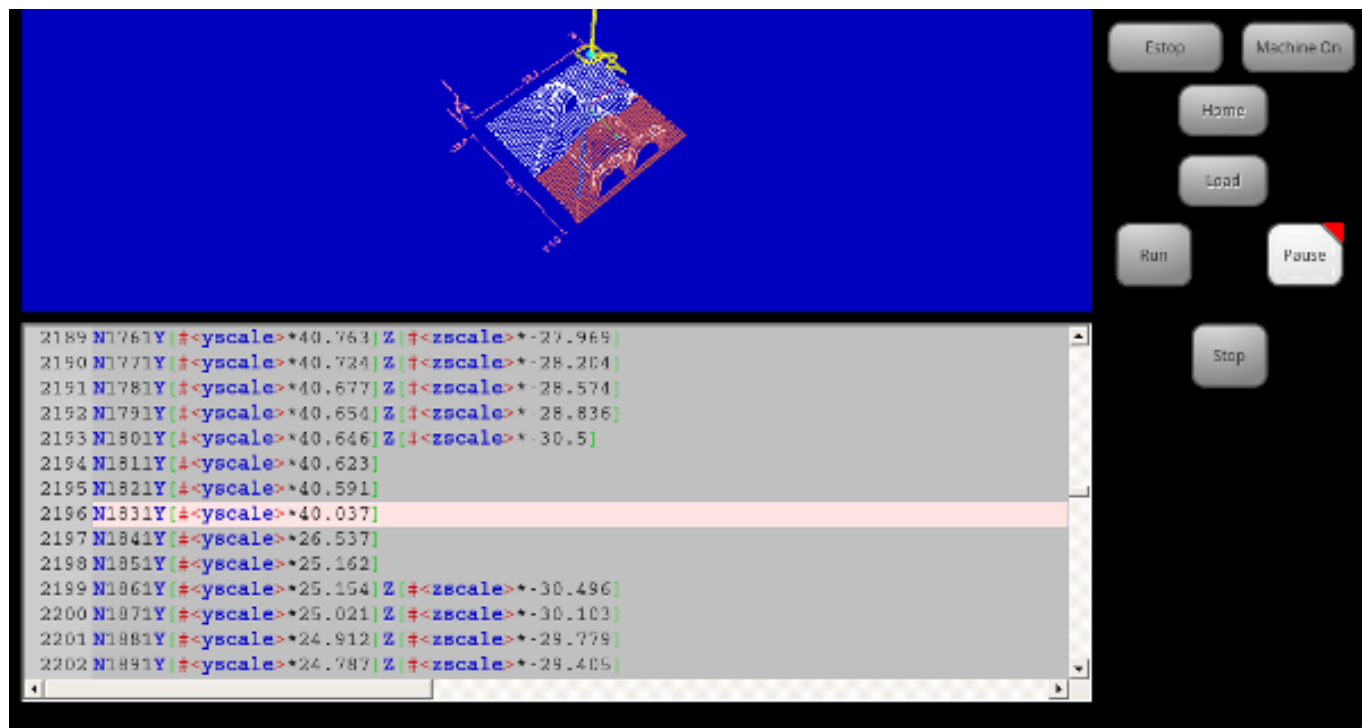 Estop
Machine On
Home
Load
Run
Pause
Stop
2189 N1761Y[#<yscale>*40.763]Z[#<zscale>*-27.969]
2190 N1771Y[#<yscale>*40.724]Z[#<zscale>*-28.204]
2191 N1781Y[#<yscale>*40.677]Z[#<zscale>*-28.574]
2192 N1791Y[#<yscale>*40.654]Z[#<zscale>*-28.836]
2193 N1801Y[#<yscale>*40.646]Z[#<zscale>*-30.5]
2194 N1811Y[#<yscale>*40.623]
2195 N1821Y[#<yscale>*40.591]
2196 N1831Y[#<yscale>*40.037]
2197 N1841Y[#<yscale>*26.537]
2198 N1851Y[#<yscale>*25.162]
2199 N1861Y[#<yscale>*25.154]Z[#<zscale>*-30.496]
2200 N1871Y[#<yscale>*25.021]Z[#<zscale>*-30.103]
2201 N1881Y[#<yscale>*24.912]Z[#<zscale>*-29.779]
2202 N1891Y[#<yscale>*24.787]Z[#<zscale>*-29.405]